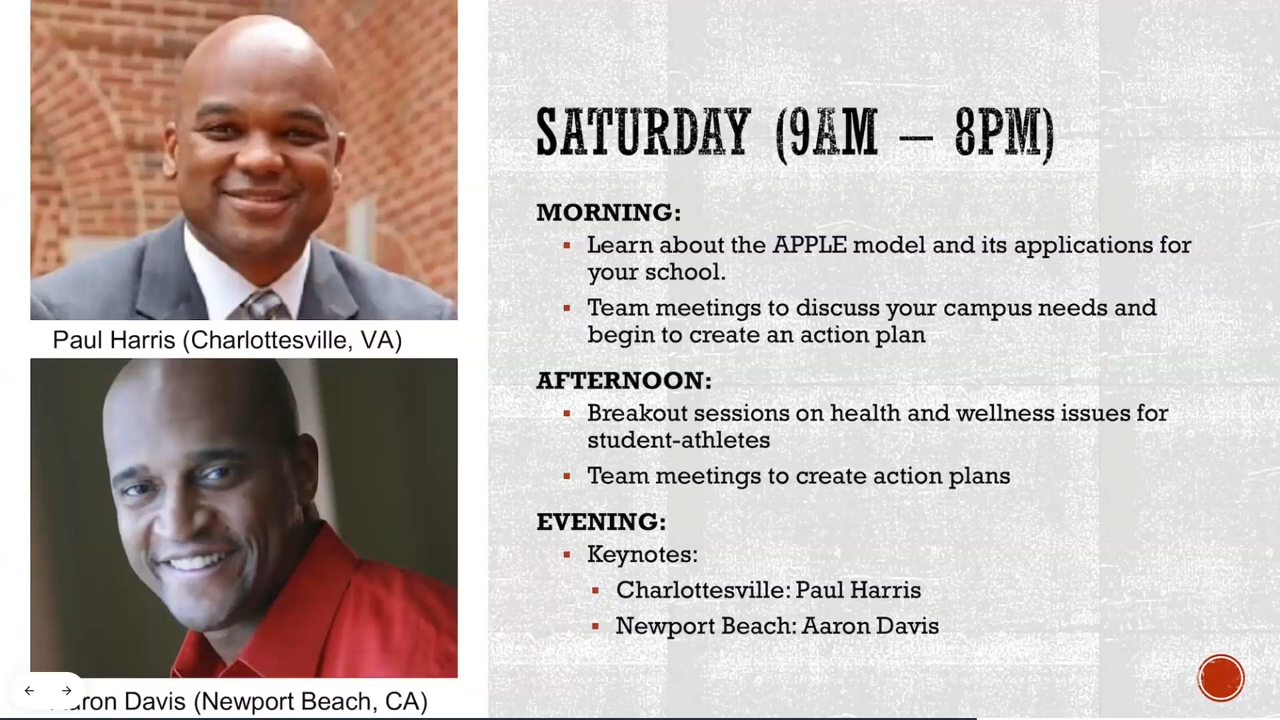 SATURDAY (9AM – 8PM)
MORNING:
Learn about the APPLE model and its applications for
your school.
Team meetings to discuss your campus needs and
begin to create an action plan
AFTERNOON:
Breakout sessions on health and wellness issues for
student-athletes
Team meetings to create action plans
EVENING:
Keynotes:
Charlottesville: Paul Harris
Newport Beach: Aaron Davis
Paul Harris (Charlottesville, VA)
Aaron Davis (Newport Beach, CA)